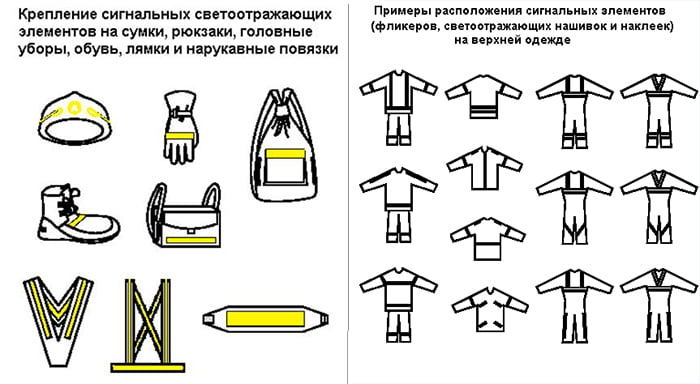 Крепление сигнальных светоотражающих
элементов на сумки, рюкзаки, головные
уборы, обувь, лямки и нарукавные повязки
Примеры расположения сигнальных элементов
(фликеров, светоотражающих нашивок и наклеек)
на верхней одежде